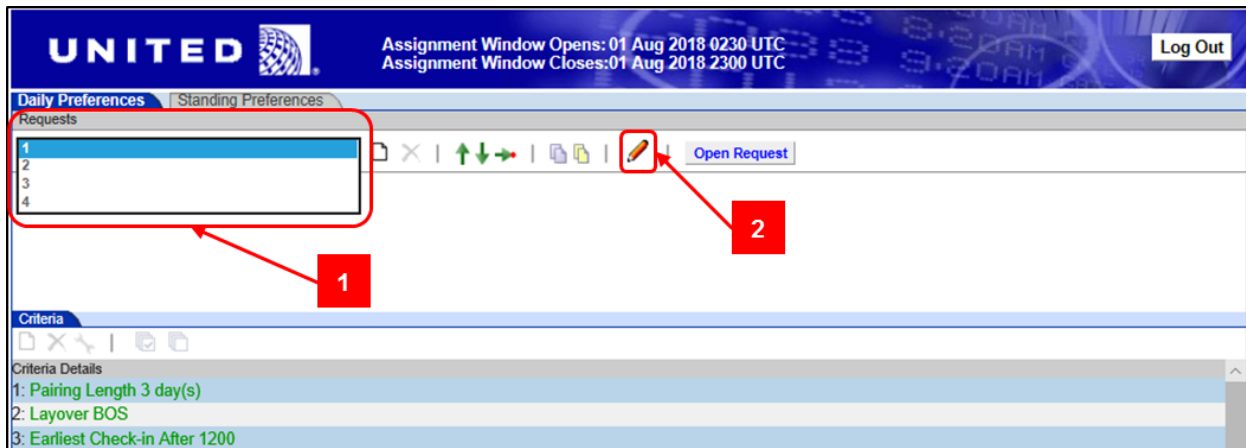 UNITED
Assignment Window Opens: 01 Aug 2018 0230 UTC
Assignment Window Closes:01 Aug 2018 2300 UTC
Log Out
Daily Preferences
Standing Preferences
Requests
1
2
3
4
Open Request
2
1
Criteria
Criteria Details
1: Pairing Length 3 day(s)
2: Layover BOS
3: Earliest Check-in After 1200